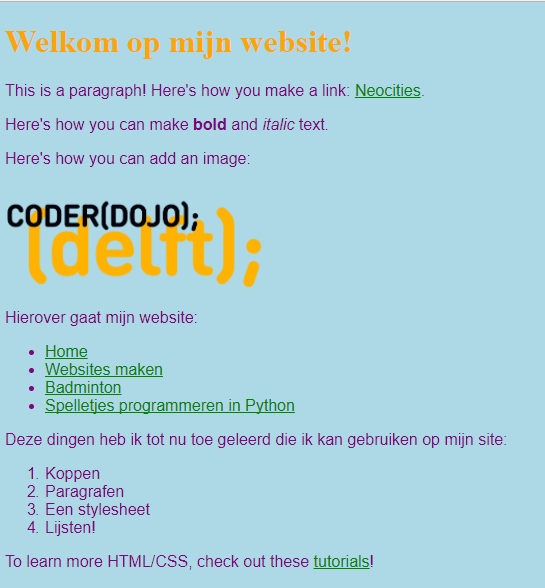 Welkom op mijn website!
This is a paragraph! Here's how you make a link: Neocities.
Here's how you can make bold and italic text.
Here's how you can add an image:
CODER(DOJO);
(delft);
Hierover gaat mijn website:
• Home
• Websites maken
• Badminton
• Spelletjes programmeren in Python
Deze dingen heb ik tot nu toe geleerd die ik kan gebruiken op mijn site:
1. Koppen
2. Paragrafen
3. Een stylesheet
4. Lijsten!
To learn more HTML/CSS, check out these tutorials!